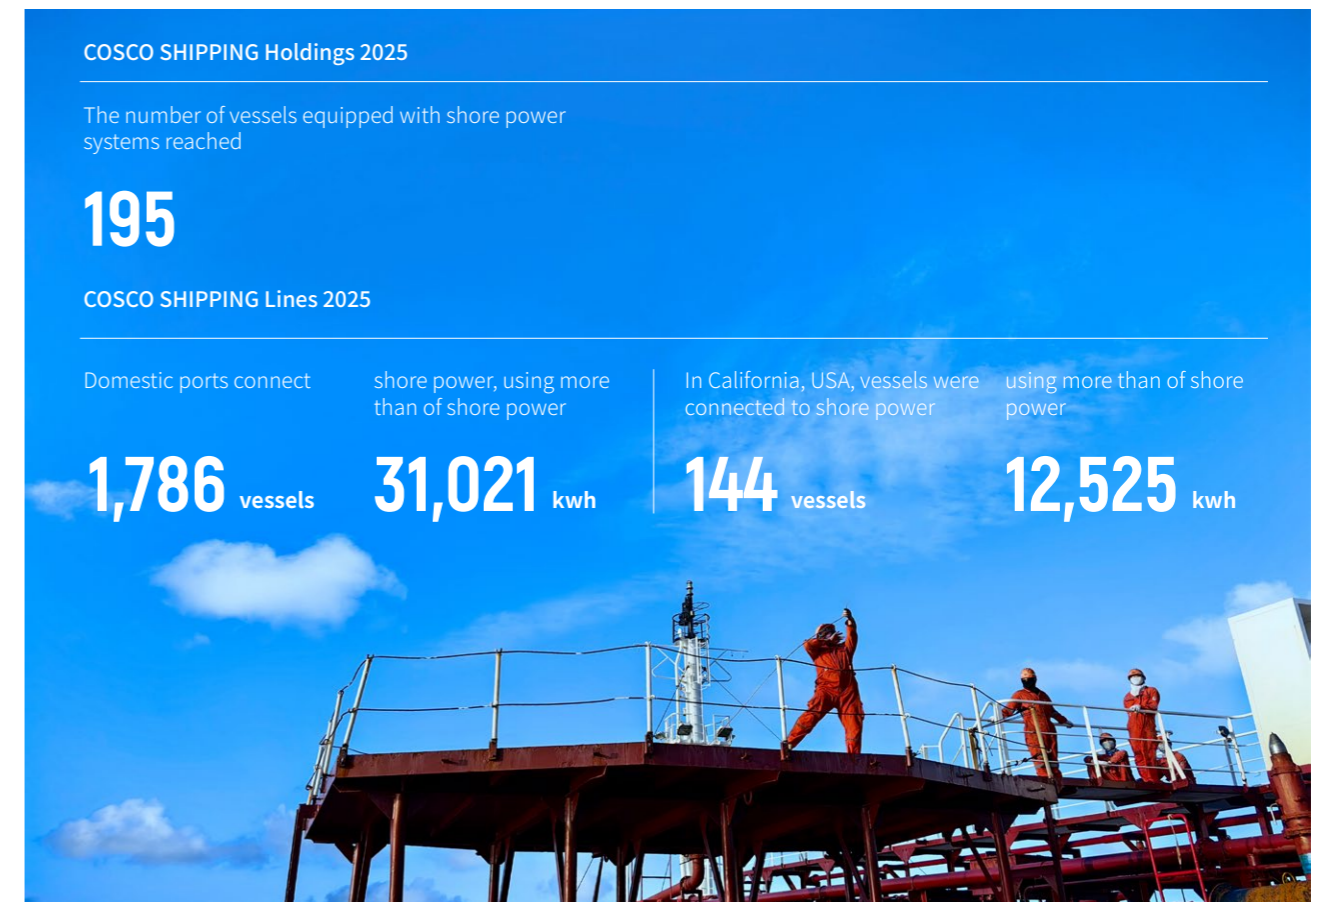 COSCO SHIPPING Holdings 2025
The number of vessels equipped with shore power
systems reached
195
COSCO SHIPPING Lines 2025
Domestic ports connect
1,786 vessels
shore power, using more
than of shore power
31,021 kwh
In California, USA, vessels were
connected to shore power
144 vessels
using more than of shore
power
12,525 kwh